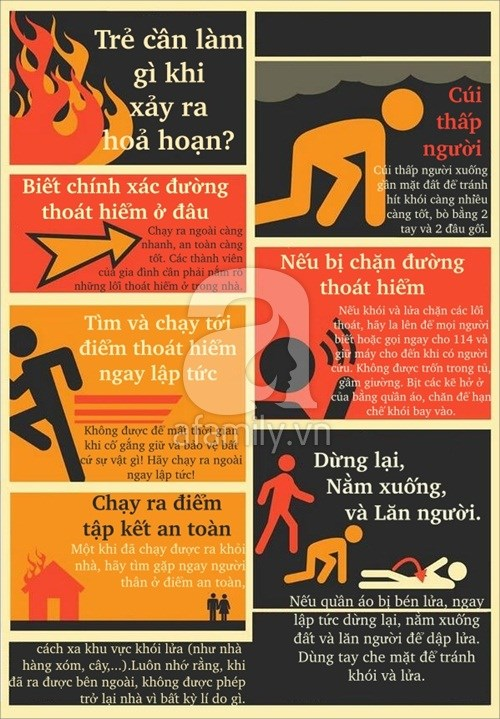 Trẻ cần làm
gì khi
xảy ra
hoả hoạn?
Biết chính xác đường
thoát hiểm ở đâu
Chạy ra ngoài càng
nhanh, an toàn càng
tốt. Các thành viên
của gia đình cần phải nắm rõ
những lối thoát hiểm ở trong nhà.
Tìm và chạy tới
điểm thoát hiểm
ngay lập tức
Không được để mất thời gian
khi cố gắng giữ và bảo vệ bất
cứ sự vật gì! Hãy chạy ra ngoài
ngay lập tức!
Chạy ra điểm
tập kết an toàn
Một khi đã chạy được ra khỏi
nhà, hãy tìm gặp ngay người
thân ở điểm an toàn,
cách xa khu vực khói lửa (như nhà
hàng xóm, cây,...).Luôn nhớ rằng, khi
đã ra được bên ngoài, không được phép
trở lại nhà vì bất kỳ lí do gì.
Cúi
thấp
người
Cúi thấp người xuống
gần mặt đất để tránh
hít khói càng nhiều
càng tốt, bò bằng 2
tay và 2 đầu gối.
Nếu bị chặn đường
thoát hiểm
Nếu khói và lửa chặn các lối
thoát, hãy la lên để mọi người
biết hoặc gọi ngay cho 114 và
giữ máy cho đến khi có người
cứu. Không được trốn trong tủ,
gầm giường. Bịt các kẽ hở ở
cửa bằng quần áo, chăn để hạn
chế khói bay vào.
Dừng lại,
Nằm xuống,
và Lăn người.
Nếu quần áo bị bén lửa, ngay
lập tức dừng lại, nằm xuống
đất và lăn người để dập lửa.
Dùng tay che mặt để tránh
khói và lửa.
a
afamily.vn